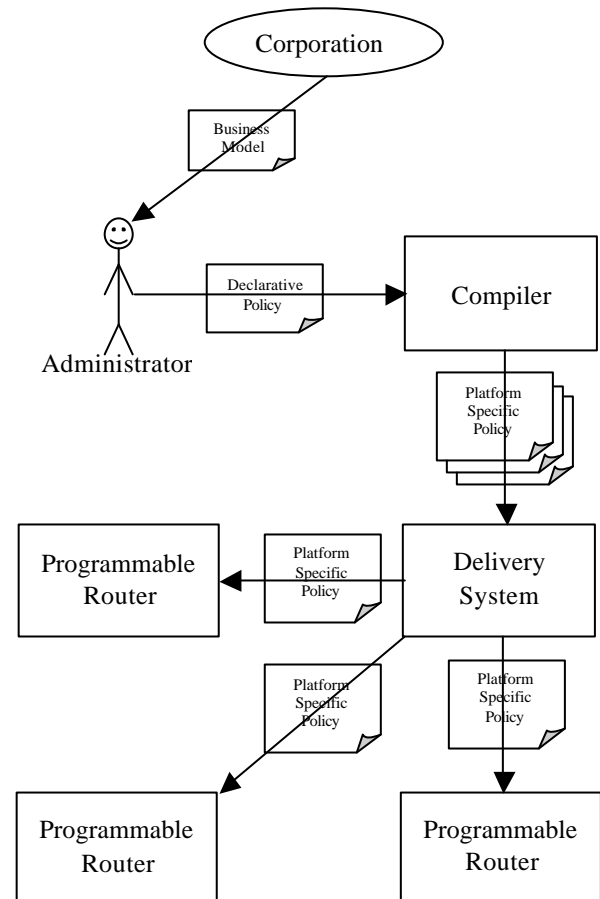 Corporation
Business
Model
Declarative
Policy
Compiler
Administrator
Platform
Specific
Policy
Programmable
Router
Platform
Specific
Policy
Delivery
System
Platform
Specific
Policy
Platform
Specific
Policy
Programmable
Router
Programmable
Router